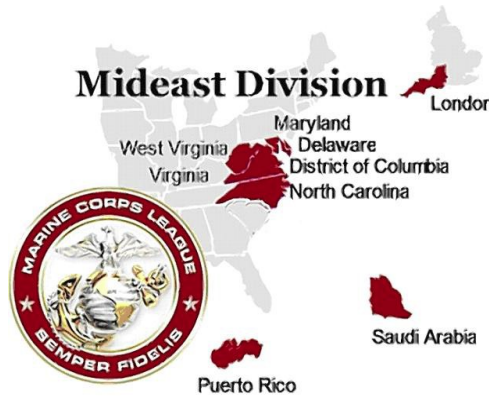 Mideast Division
Londor
Maryland
West Virginia
Delaware
Virginia
District of Columbia
North Carolina
MARINE CORPS LEAGUE
SEMPER FIDELIS
Saudi Arabia
Puerto Rico